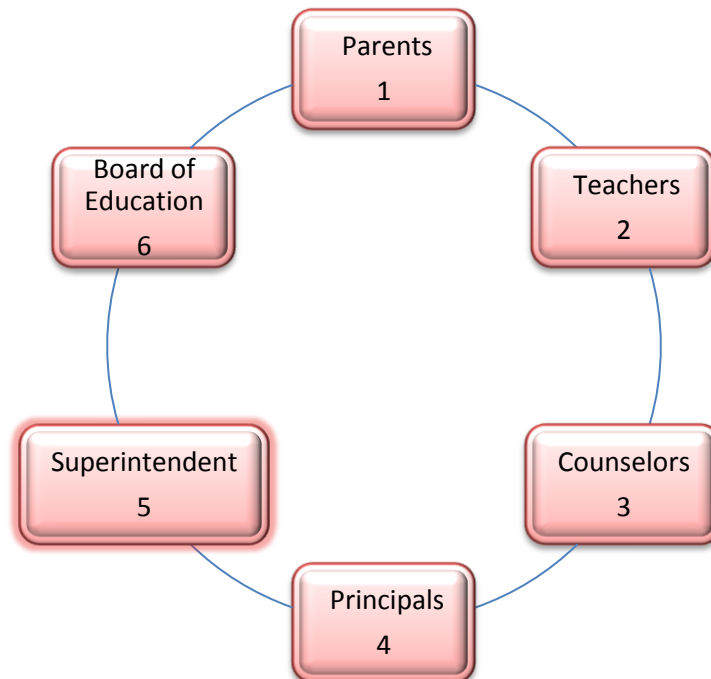 Parents
1
Teachers
2
Counselors
3
Principals
4
Superintendent
5
Board of
Education
6